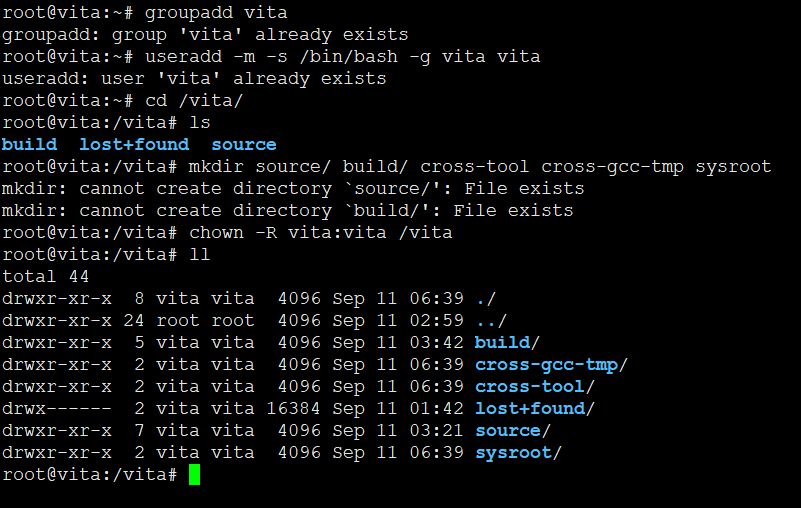 root@vita:~# groupadd vita
groupadd: group 'vita' already exists
root@vita:~# useradd -m -s /bin/bash -g vita vita
useradd: user 'vita' already exists
root@vita:~# cd /vita/
root@vita:/vita# ls
build  lost+found  source
root@vita:/vita# mkdir source/ build/ cross-tool cross-gcc-tmp sysroot
mkdir: cannot create directory `source/': File exists
mkdir: cannot create directory `build/': File exists
root@vita:/vita# chown -R vita:vita /vita
root@vita:/vita# ll
total 44
drwxr-xr-x  8 vita vita  4096 Sep 11 06:39 ./
drwxr-xr-x 24 root root  4096 Sep 11 02:59 ../
drwxr-xr-x  5 vita vita  4096 Sep 11 03:42 build/
drwxr-xr-x  2 vita vita  4096 Sep 11 06:39 cross-gcc-tmp/
drwxr-xr-x  2 vita vita  4096 Sep 11 06:39 cross-tool/
drwx------  2 vita vita 16384 Sep 11 01:42 lost+found/
drwxr-xr-x  7 vita vita  4096 Sep 11 03:21 source/
drwxr-xr-x  2 vita vita  4096 Sep 11 06:39 sysroot/
root@vita:/vita#